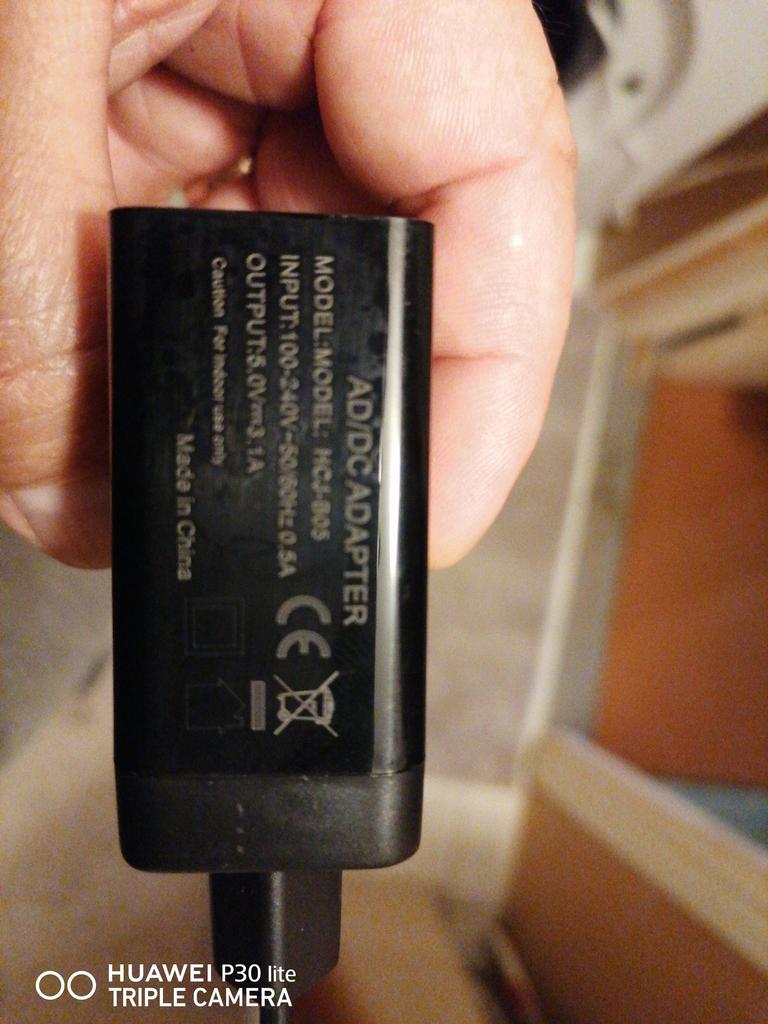 AD/DC ADAPTER
MODEL:MODEL: HCJ-B05
INPUT:100-240V~50/60Hz 0.5A
OUTPUT:5.0V⎓3.1A
Caution For indoor use only
Made in China
CE
HUAWEI P30 lite
TRIPLE CAMERA